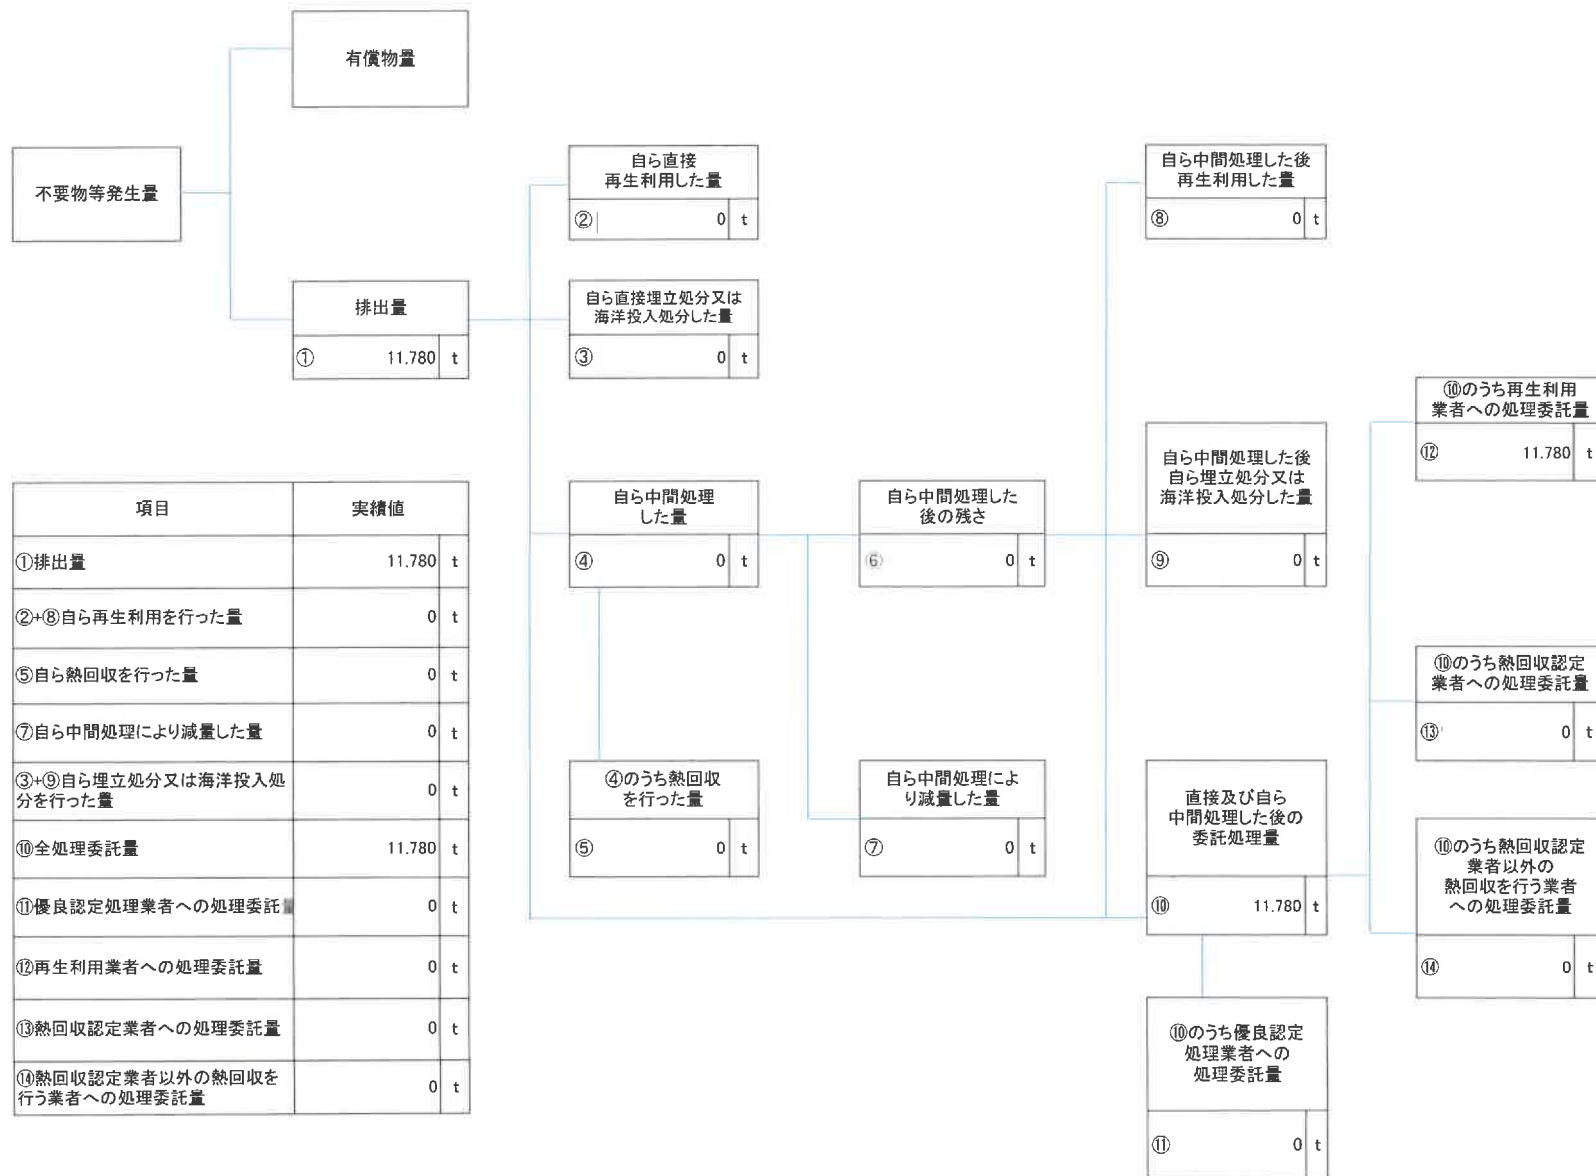 有償物量
不要物等発生量
排出量
① 11.780 t
自ら直接
再生利用した量
② 0 t
自ら直接埋立処分又は
海洋投入処分した量
③ 0 t
自ら中間処理
した量
④ 0 t
④のうち熱回収
を行った量
⑤ 0 t
自ら中間処理した
後の残さ
⑥ 0 t
自ら中間処理によ
り減量した量
⑦ 0 t
自ら中間処理した後
再生利用した量
⑧ 0 t
自ら中間処理した後
自ら埋立処分又は
海洋投入処分した量
⑨ 0 t
直接及び自ら
中間処理した後の
委託処理量
⑩ 11.780 t
⑩のうち優良認定
処理業者への
処理委託量
⑪ 0 t
⑩のうち再生利用
業者への処理委託量
⑫ 11.780 t
⑩のうち熱回収認定
業者への処理委託量
⑬ 0 t
⑩のうち熱回収認定
業者以外の
熱回収を行う業者
への処理委託量
⑭ 0 t
項目 実績値
①排出量 11.780 t
②+⑧自ら再生利用を行った量 0 t
⑤自ら熱回収を行った量 0 t
⑦自ら中間処理により減量した量 0 t
③+⑨自ら埋立処分又は海洋投入処
分を行った量 0 t
⑩全処理委託量 11.780 t
⑪優良認定処理業者への処理委託量 0 t
⑫再生利用業者への処理委託量 0 t
⑬熱回収認定業者への処理委託量 0 t
⑭熱回収認定業者以外の熱回収を
行う業者への処理委託量 0 t